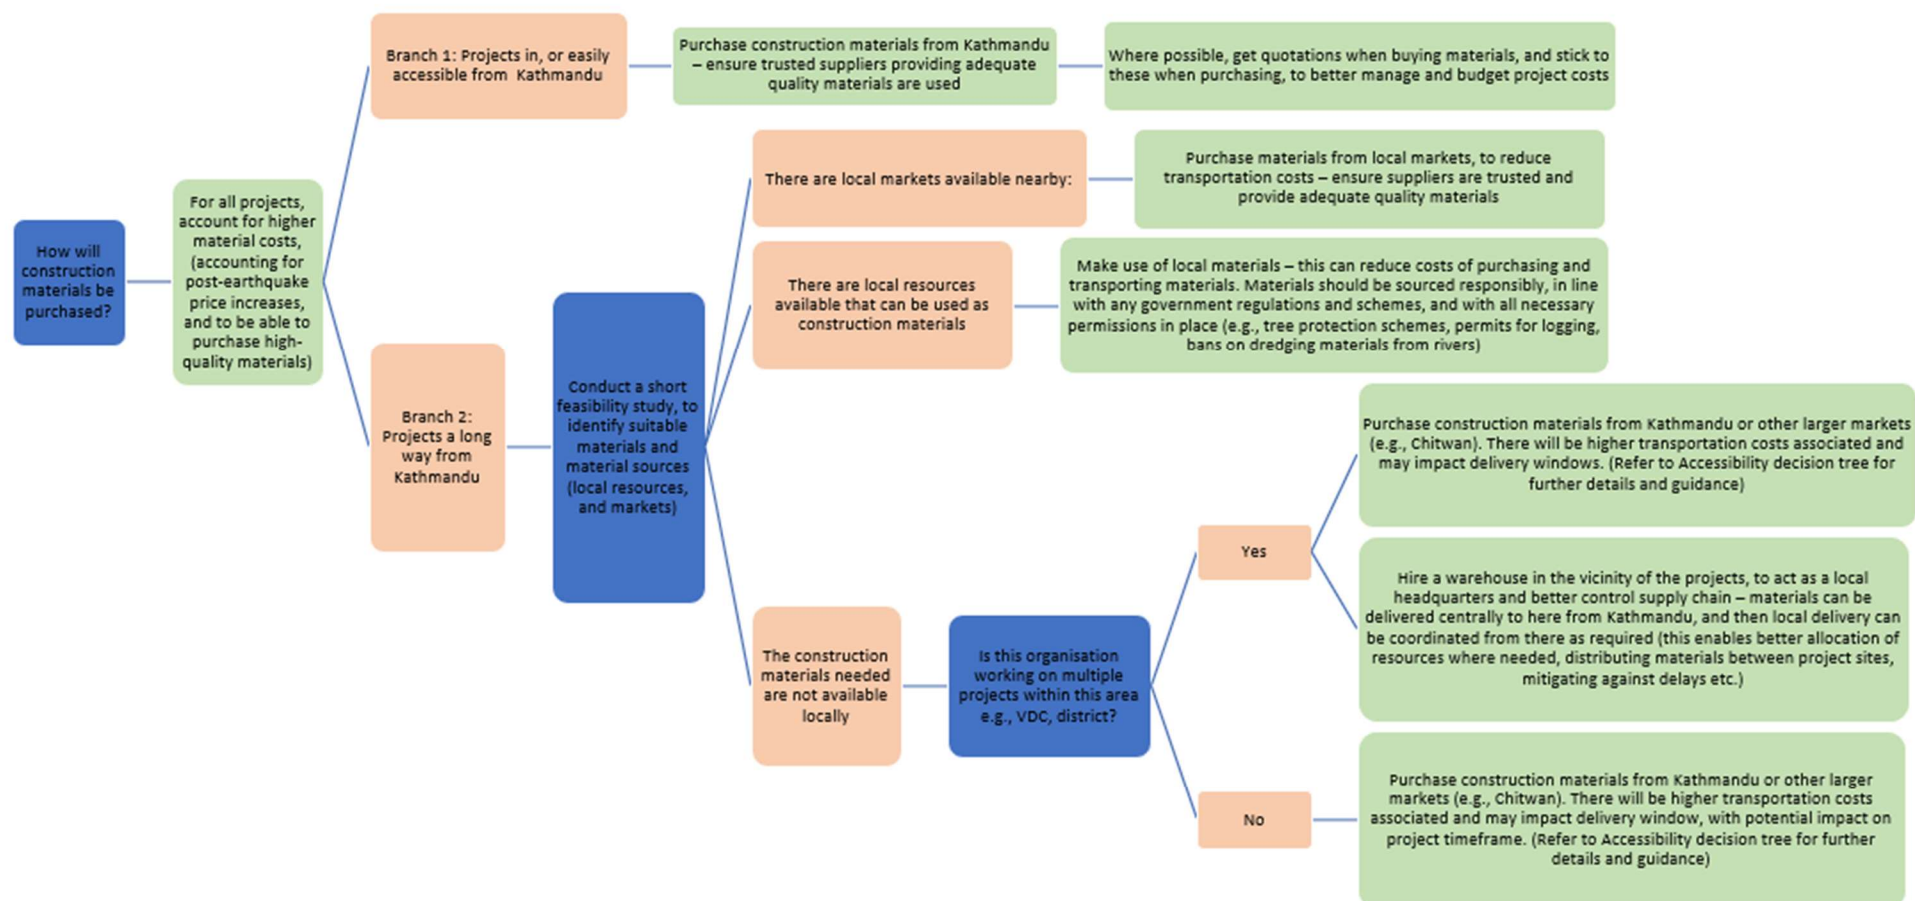 How will
construction
materials be
purchased?
For all projects,
account for higher
material costs,
(accounting for
post-earthquake
price increases,
and to be able to
purchase high-
quality materials)
Branch 1: Projects in, or easily
accessible from  Kathmandu
Purchase construction materials from Kathmandu
– ensure trusted suppliers providing adequate
quality materials are used
Where possible, get quotations when buying materials, and stick to
these when purchasing, to better manage and budget project costs
Branch 2:
Projects a long
way from
Kathmandu
Conduct a short
feasibility study, to
identify suitable
materials and
material sources
(local resources,
and markets)
There are local markets available nearby:
Purchase materials from local markets, to reduce
transportation costs – ensure suppliers are trusted and
provide adequate quality materials
There are local resources
available that can be used as
construction materials
Make use of local materials – this can reduce costs of purchasing and
transporting materials. Materials should be sourced responsibly, in line
with any government regulations and schemes, and with all necessary
permissions in place (e.g., tree protection schemes, permits for logging,
bans on dredging materials from rivers)
The construction
materials needed
are not available
locally
Is this organisation
working on multiple
projects within this area
e.g., VDC, district?
Yes
Purchase construction materials from Kathmandu or other larger markets
(e.g., Chitwan). There will be higher transportation costs associated and
may impact delivery windows. (Refer to Accessibility decision tree for
further details and guidance)
Hire a warehouse in the vicinity of the projects, to act as a local
headquarters and better control supply chain – materials can be
delivered centrally to here from Kathmandu, and then local delivery can
be coordinated from there as required (this enables better allocation of
resources where needed, distributing materials between project sites,
mitigating against delays etc.)
No
Purchase construction materials from Kathmandu or other larger
markets (e.g., Chitwan). There will be higher transportation costs
associated and may impact delivery window, with potential impact on
project timeframe. (Refer to Accessibility decision tree for further
details and guidance)